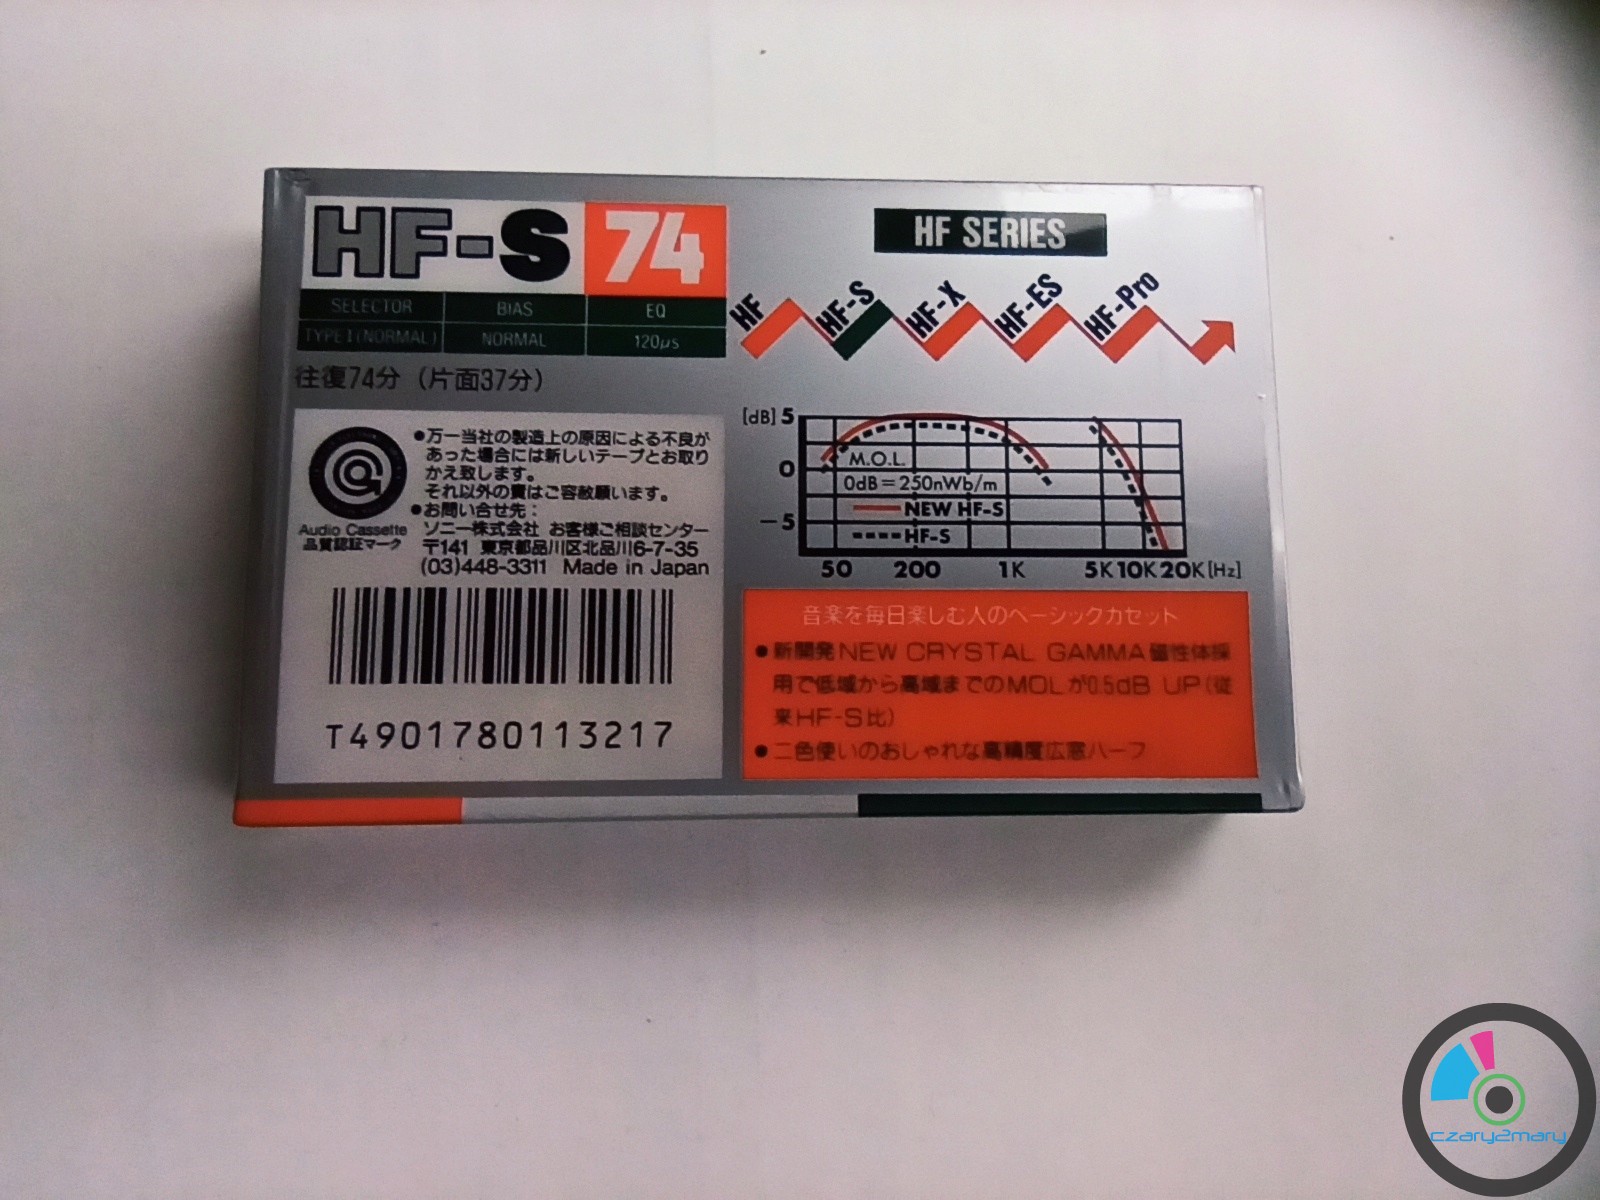 HF-S 74
SELECTOR BIAS EQ
TYPE I (NORMAL) NORMAL 120μs
往復74分（片面37分）
Audio Cassette
品質認証マーク
●万一当社の製造上の原因による不良が
あった場合には新しいテープとお取り
かえ致します。
それ以外の責はご容赦願います。
●お問い合せ先：
ソニー株式会社 お客様ご相談センター
〒141 東京都品川区北品川6-7-35
(03)448-3311 Made in Japan
T4901780113217
HF SERIES
HF HF-S HF-X HF-ES HF-Pro
[dB] 5
0
-5
M.O.L.
0dB=250nWb/m
NEW HF-S
HF-S
50 200 1K 5K 10K 20K [Hz]
音楽を毎日楽しむ人のベーシックカセット
●新開発NEW CRYSTAL GAMMA磁性体採
用で低域から高域までのMOLが0.5dB UP(従
来HF-S比)
●二色使いのおしゃれな高精度広窓ハーフ
czary2mary